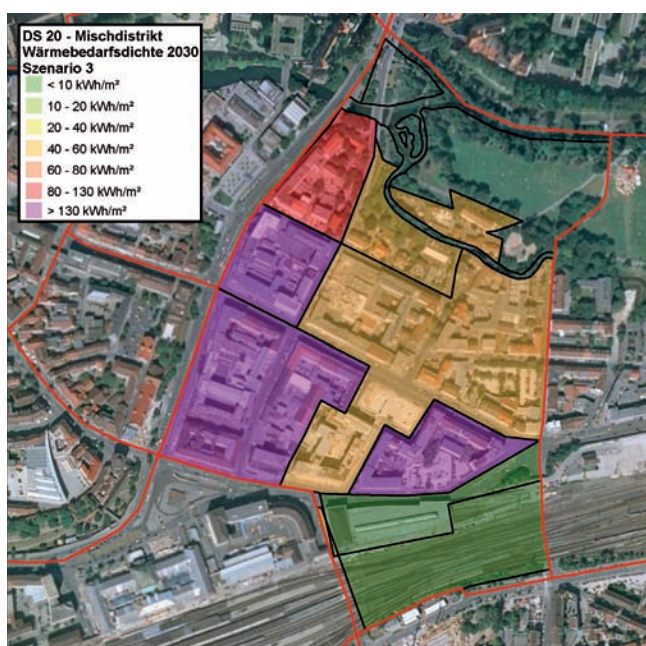 DS 20 - Mischdistrikt
Wärmebedarfsdichte 2030
Szenario 3
< 10 kWh/m²
10 - 20 kWh/m²
20 - 40 kWh/m²
40 - 60 kWh/m²
60 - 80 kWh/m²
80 - 130 kWh/m²
> 130 kWh/m²